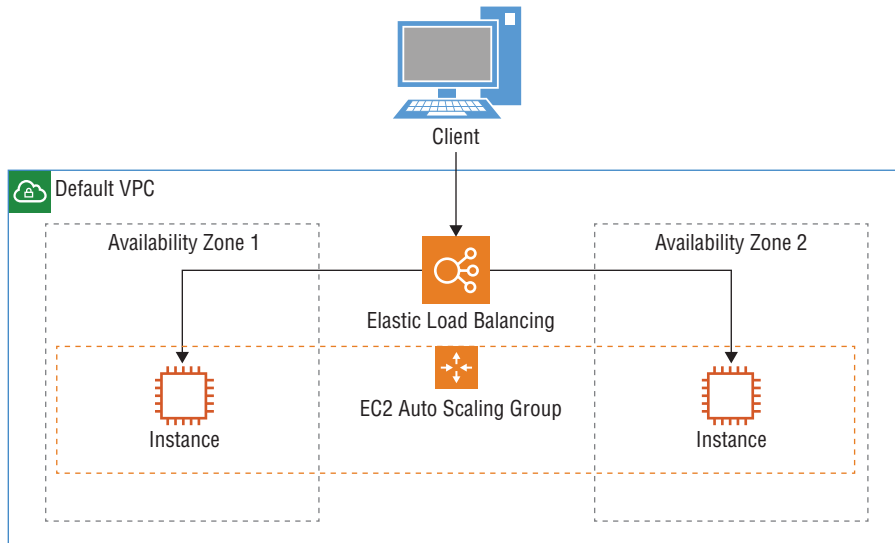 Client
Default VPC
Availability Zone 1
Availability Zone 2
Elastic Load Balancing
EC2 Auto Scaling Group
Instance
Instance